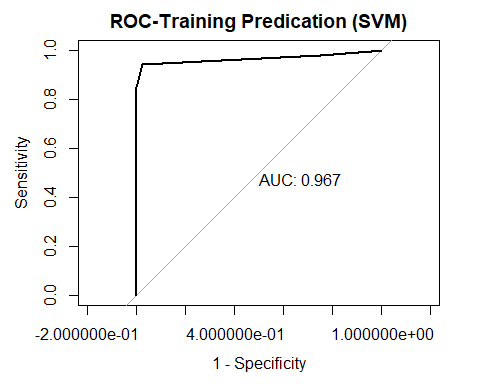 ROC-Training Predication (SVM)
1.0
0.8
0.6
0.4
0.2
0.0
Sensitivity
AUC: 0.967
-2.000000e-01 4.000000e-01 1.000000e+00
1 - Specificity